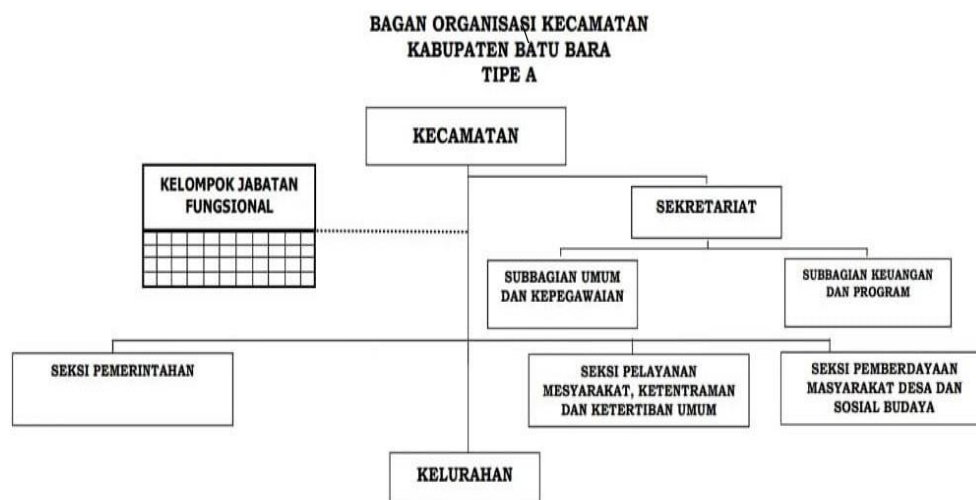 BAGAN ORGANISASI KECAMATAN
KABUPATEN BATU BARA
TIPE A
KECAMATAN
KELOMPOK JABATAN
FUNGSIONAL
SEKRETARIAT
SUBBAGIAN UMUM
DAN KEPEGAWAIAN
SUBBAGIAN KEUANGAN
DAN PROGRAM
SEKSI PEMERINTAHAN
SEKSI PELAYANAN
MESYARAKAT, KETENTRAMAN
DAN KETERTIBAN UMUM
SEKSI PEMBERDAYAAN
MASYARAKAT DESA DAN
SOSIAL BUDAYA
KELURAHAN